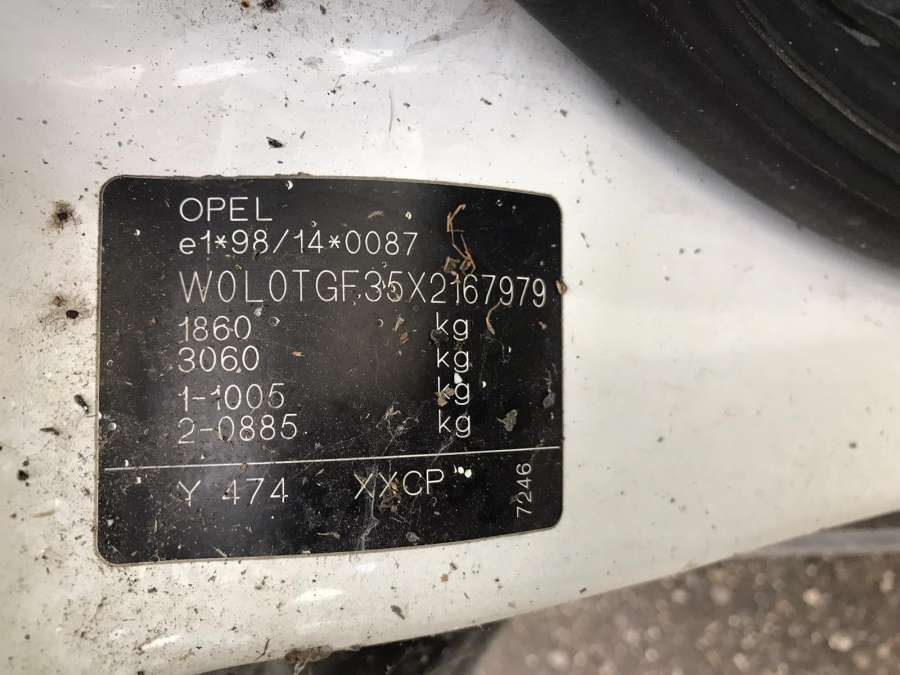 OPEL
e1*98/14*0087
W0L0TGF35X2167979
1860 kg
3060 kg
1-1005 kg
2-0885 kg
Y 474 XXCP
7246